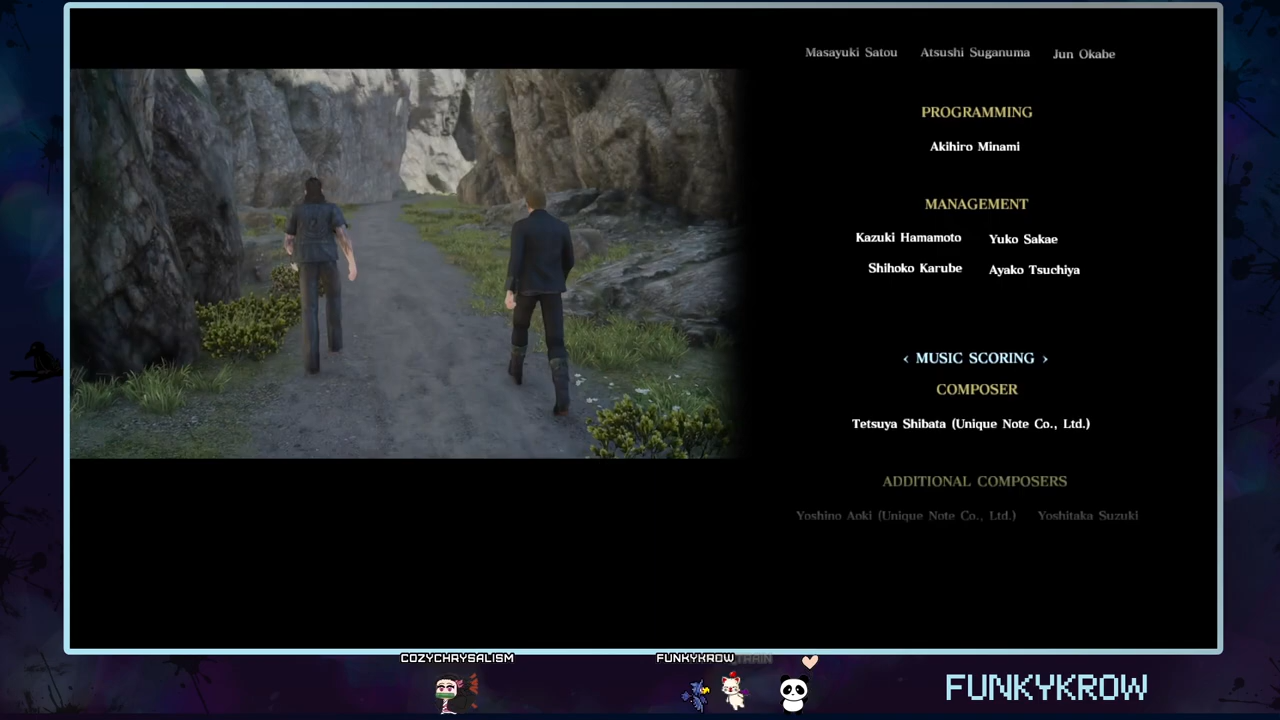 Masayuki Satou Atsushi Suganuma Jun Okabe
PROGRAMMING
Akihiro Minami
MANAGEMENT
Kazuki Hamamoto Yuko Sakae
Shihoko Karube Ayako Tsuchiya
‹ MUSIC SCORING ›
COMPOSER
Tetsuya Shibata (Unique Note Co., Ltd.)
ADDITIONAL COMPOSERS
Yoshino Aoki (Unique Note Co., Ltd.) Yoshitaka Suzuki
COZYCHRYSALISM FUNKYKROW
FUNKYKROW